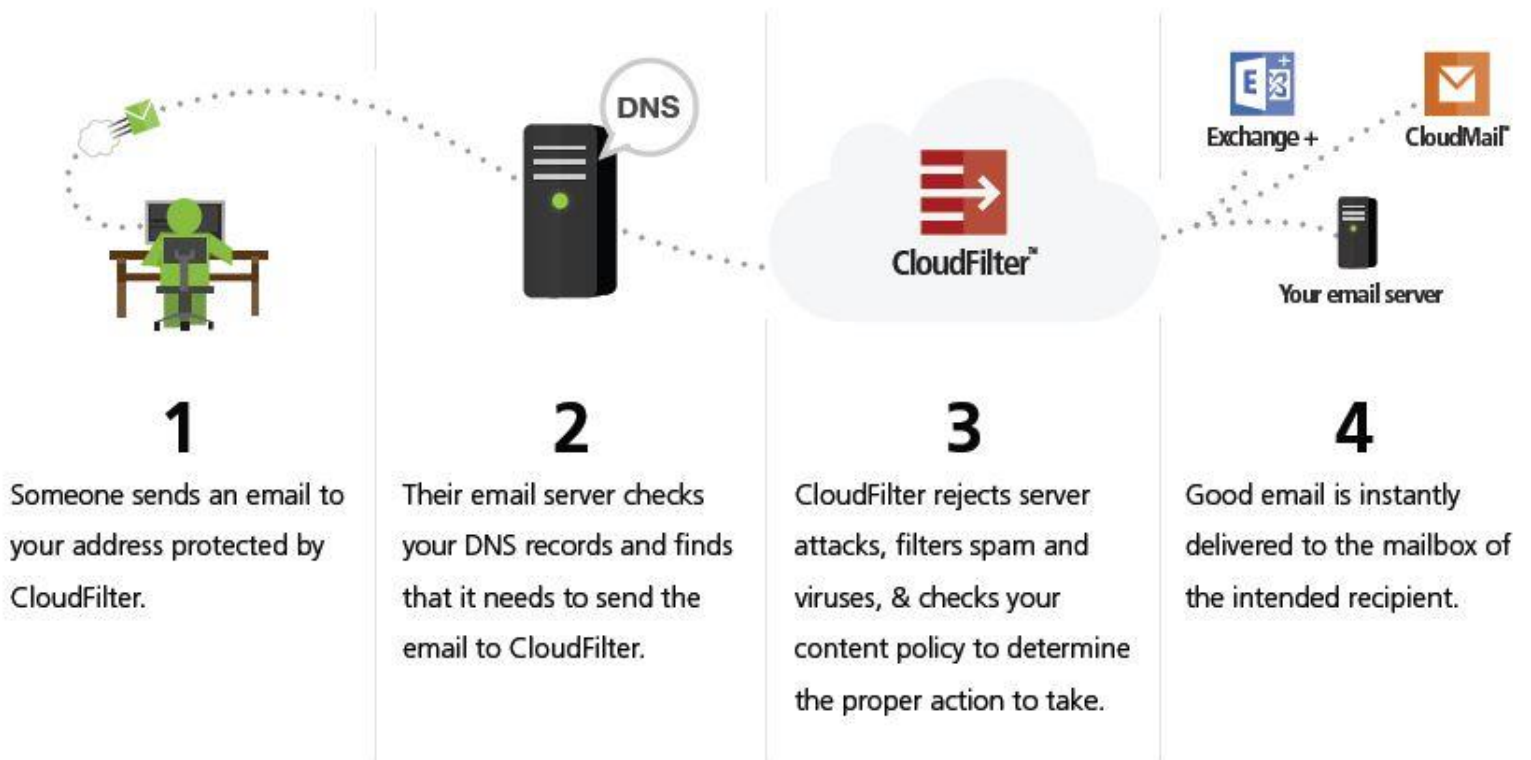 DNS
CloudFilter™
Exchange +
CloudMail™
Your email server
1
Someone sends an email to
your address protected by
CloudFilter.
2
Their email server checks
your DNS records and finds
that it needs to send the
email to CloudFilter.
3
CloudFilter rejects server
attacks, filters spam and
viruses, & checks your
content policy to determine
the proper action to take.
4
Good email is instantly
delivered to the mailbox of
the intended recipient.